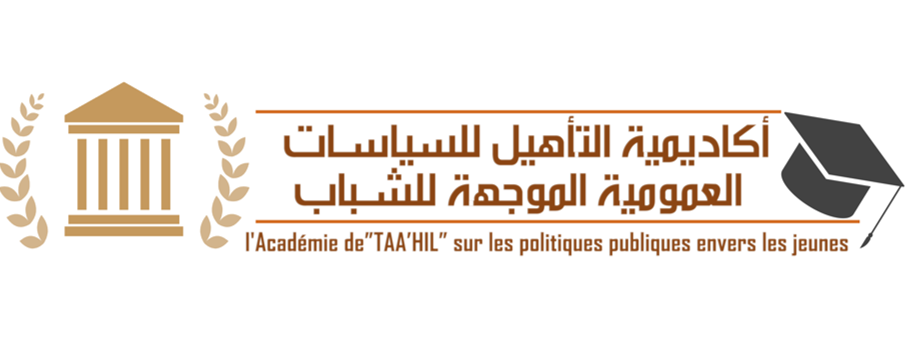 أكاديمية التأهيل للسياسات
العمومية الموجهة للشباب
l'Académie de"TAA'HIL" sur les politiques publiques envers les jeunes